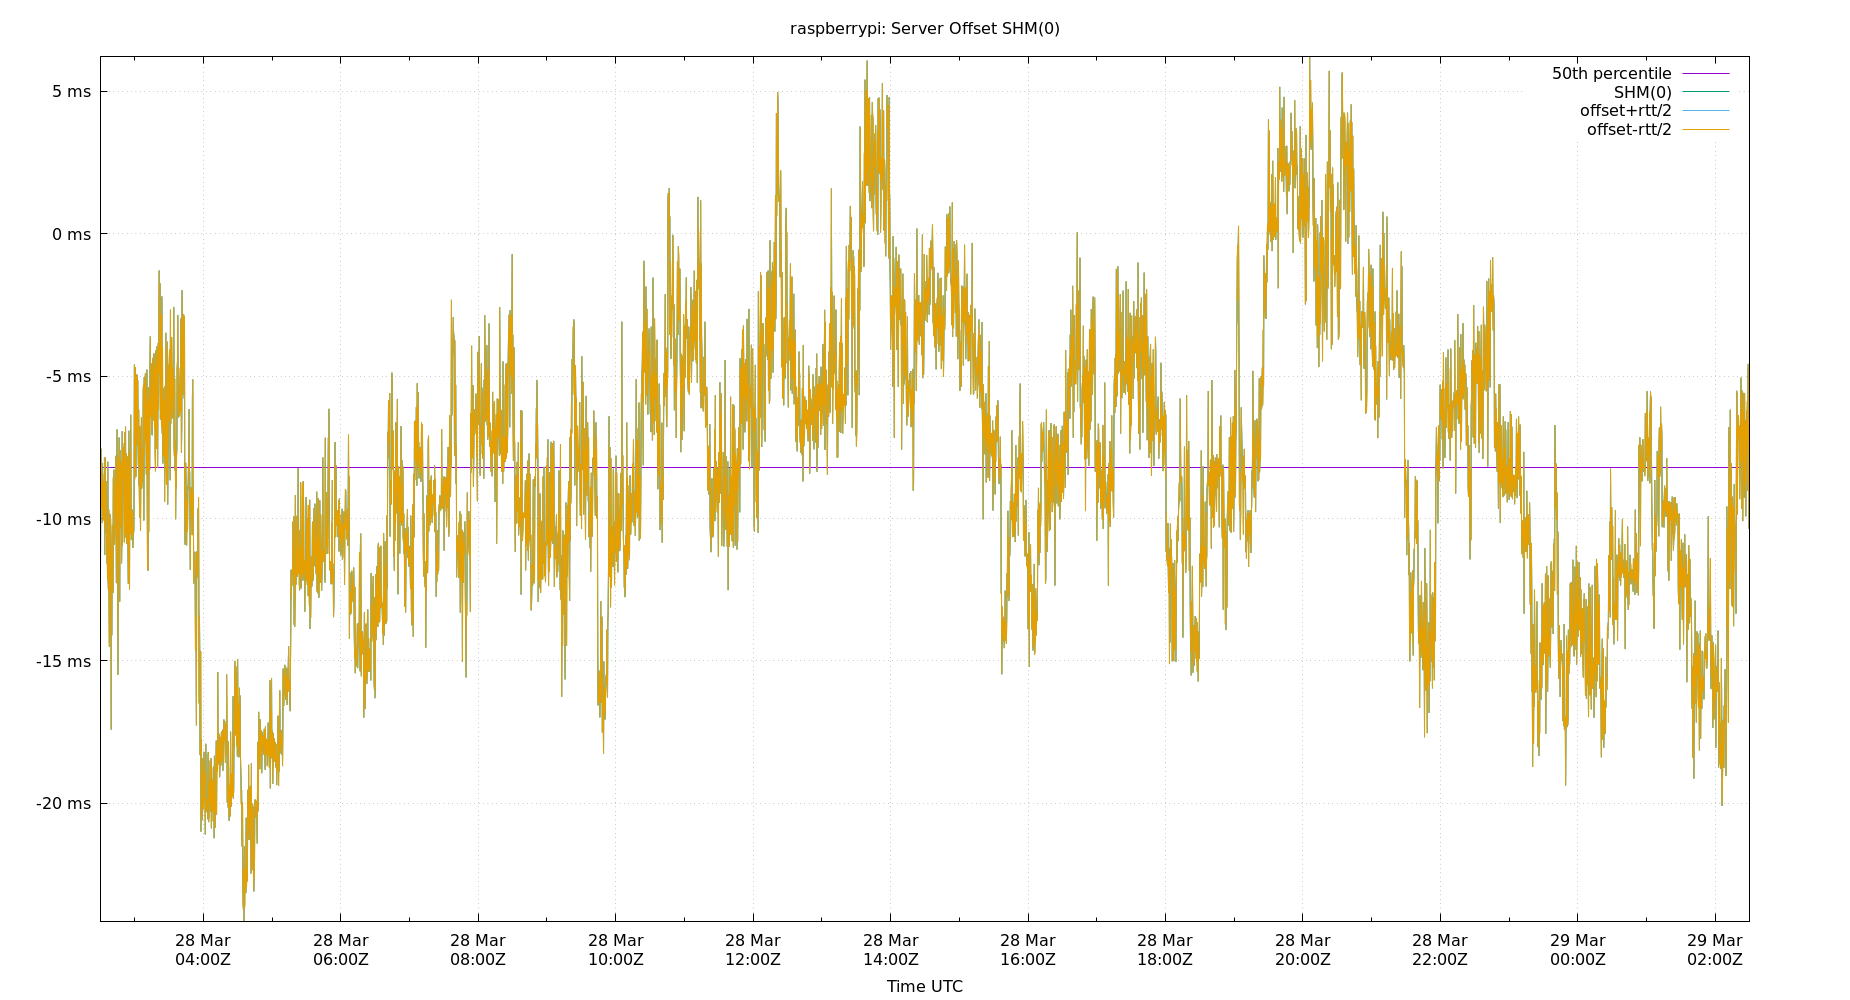 raspberrypi: Server Offset SHM(0)
50th percentile
SHM(0)
offset+rtt/2
offset-rtt/2
5 ms
0 ms
-5 ms
-10 ms
-15 ms
-20 ms
28 Mar 28 Mar 28 Mar 28 Mar 28 Mar 28 Mar 28 Mar 28 Mar 28 Mar 28 Mar 29 Mar 29 Mar
04:00Z 06:00Z 08:00Z 10:00Z 12:00Z 14:00Z 16:00Z 18:00Z 20:00Z 22:00Z 00:00Z 02:00Z
Time UTC